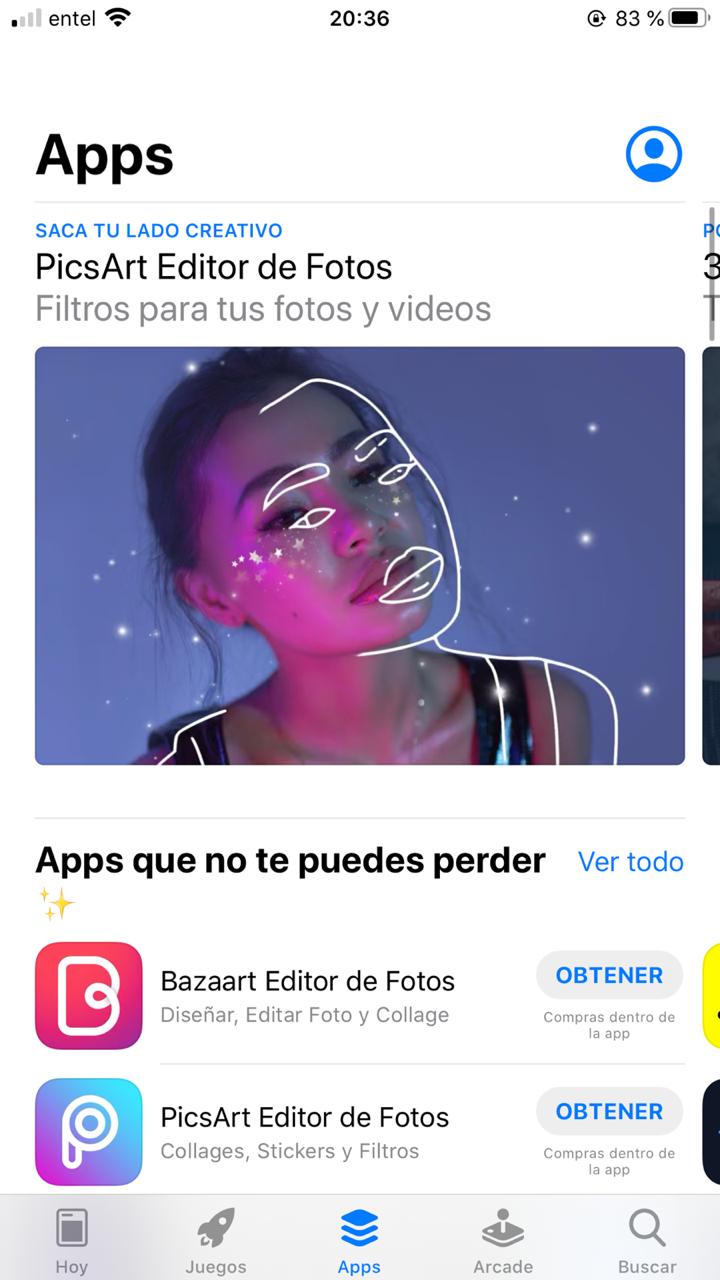 entel 20:36 83 %
Apps
SACA TU LADO CREATIVO
PicsArt Editor de Fotos
Filtros para tus fotos y videos
Apps que no te puedes perder Ver todo
✨
Bazaart Editor de Fotos
Diseñar, Editar Foto y Collage
OBTENER
Compras dentro de
la app
PicsArt Editor de Fotos
Collages, Stickers y Filtros
OBTENER
Compras dentro de
la app
Hoy Juegos Apps Arcade Buscar